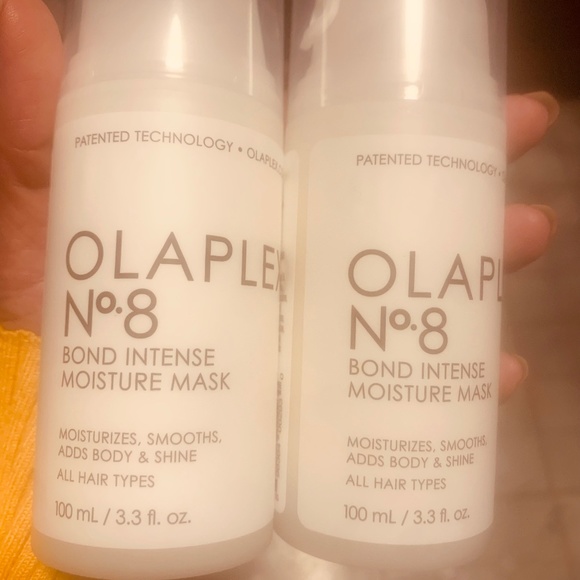 PATENTED TECHNOLOGY • OLAPLEX
OLAPLEX
Nº.8
BOND INTENSE
MOISTURE MASK
MOISTURIZES, SMOOTHS,
ADDS BODY & SHINE
ALL HAIR TYPES
100 mL / 3.3 fl. oz.
PATENTED TECHNOLOGY •
OLAPL
Nº.8
BOND INTENSE
MOISTURE MASK
MOISTURIZES, SMOOTHS,
ADDS BODY & SHINE
ALL HAIR TYPES
100 mL / 3.3 fl. oz.